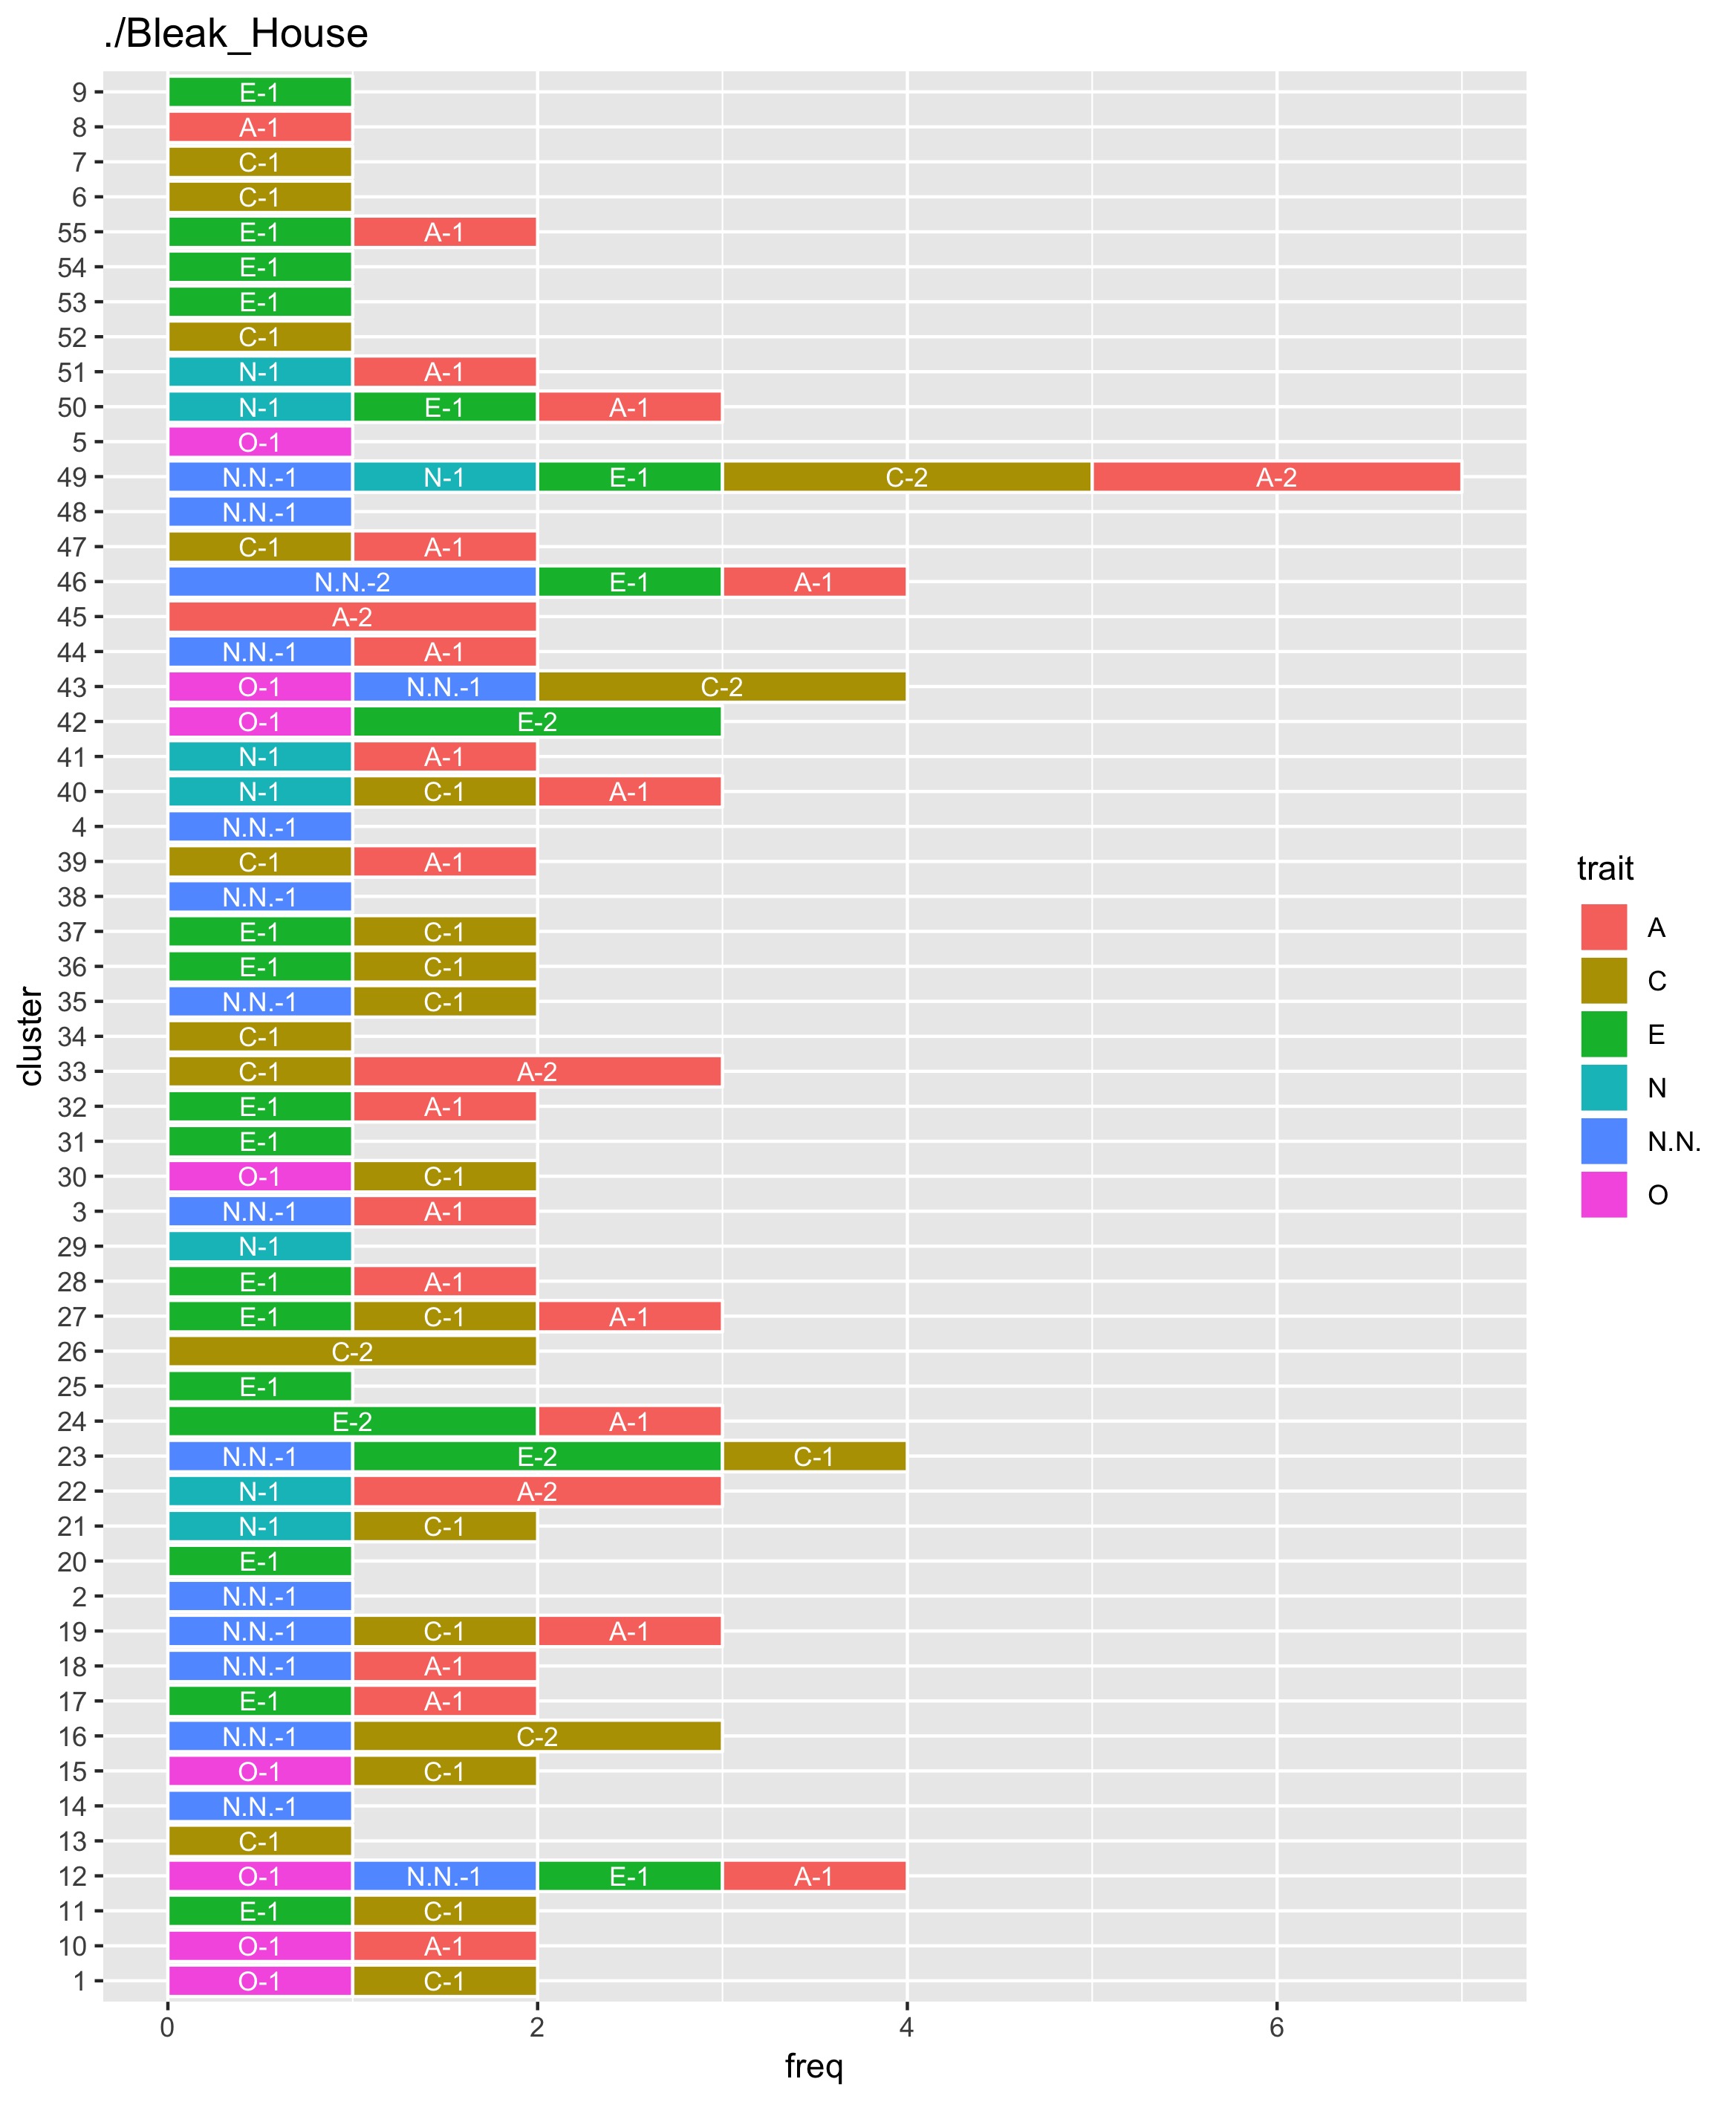 ./Bleak_House
9 E-1
8 A-1
7 C-1
6 C-1
55 E-1 A-1
54 E-1
53 E-1
52 C-1
51 N-1 A-1
50 N-1 E-1 A-1
5 O-1
49 N.N.-1 N-1 E-1 C-2 A-2
48 N.N.-1
47 C-1 A-1
46 N.N.-2 E-1 A-1
45 A-2
44 N.N.-1 A-1
43 O-1 N.N.-1 C-2
42 O-1 E-2
41 N-1 A-1
40 N-1 C-1 A-1
4 N.N.-1
39 C-1 A-1
38 N.N.-1
37 E-1 C-1
36 E-1 C-1
35 N.N.-1 C-1
34 C-1
33 C-1 A-2
32 E-1 A-1
31 E-1
30 O-1 C-1
3 N.N.-1 A-1
29 N-1
28 E-1 A-1
27 E-1 C-1 A-1
26 C-2
25 E-1
24 E-2 A-1
23 N.N.-1 E-2 C-1
22 N-1 A-2
21 N-1 C-1
20 E-1
2 N.N.-1
19 N.N.-1 C-1 A-1
18 N.N.-1 A-1
17 E-1 A-1
16 N.N.-1 C-2
15 O-1 C-1
14 N.N.-1
13 C-1
12 O-1 N.N.-1 E-1 A-1
11 E-1 C-1
10 O-1 A-1
1 O-1 C-1
0 2 4 6
freq
cluster
trait
A
C
E
N
N.N.
O